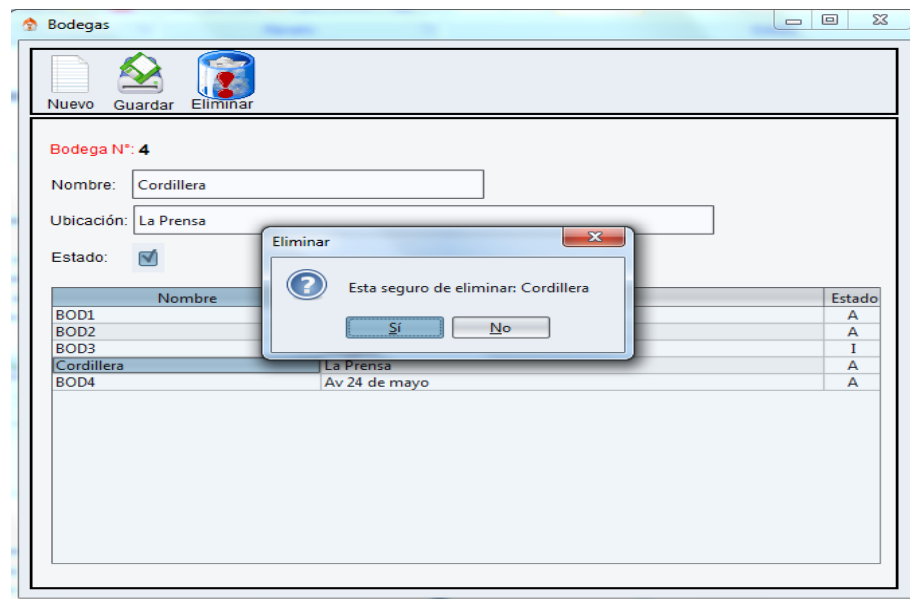 Bodegas
Nuevo Guardar Eliminar
Bodega N°: 4
Nombre: Cordillera
Ubicación: La Prensa
Estado:
Eliminar
Esta seguro de eliminar: Cordillera
Sí No
Nombre Estado
BOD1 A
BOD2 A
BOD3 I
Cordillera La Prensa A
BOD4 Av 24 de mayo A